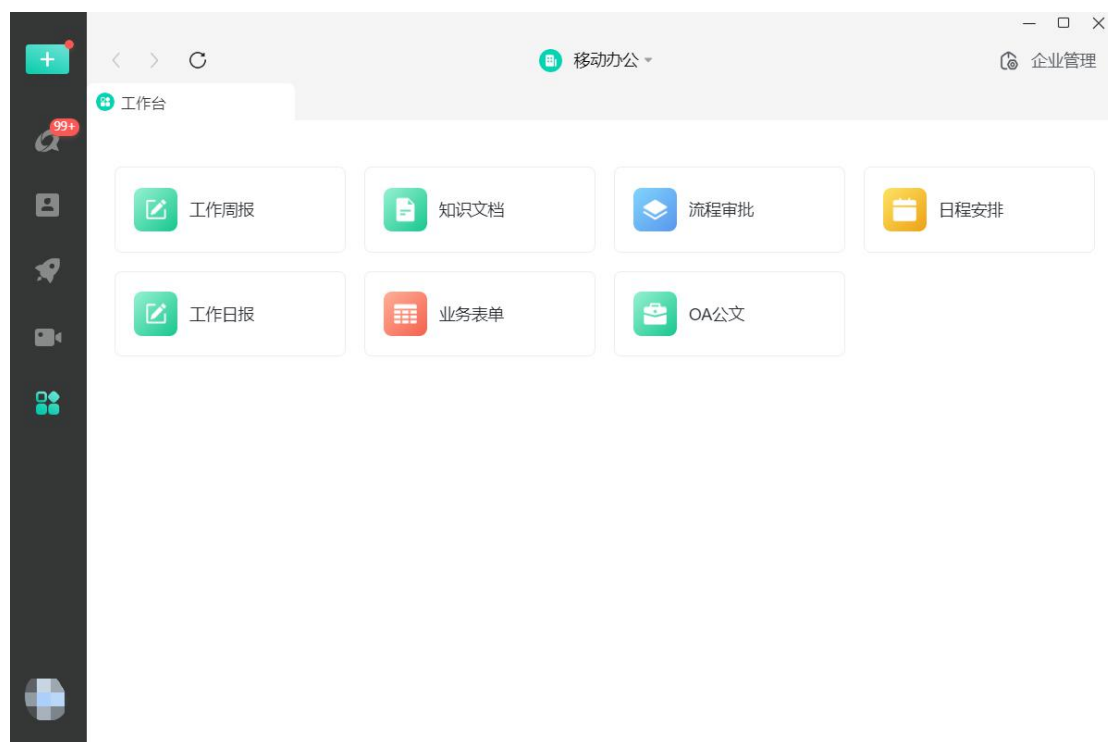 移动办公
企业管理
工作台
99+
工作周报
知识文档
流程审批
日程安排
工作日报
业务表单
OA公文